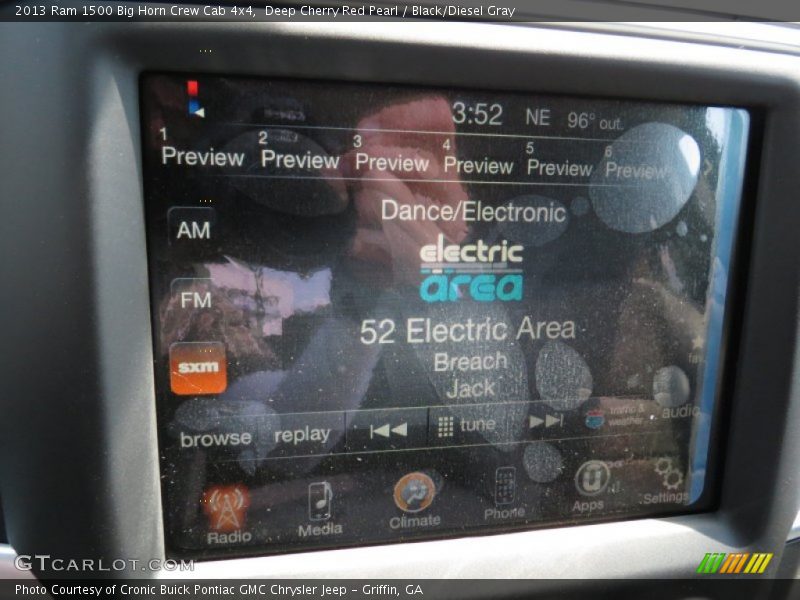 2013 Ram 1500 Big Horn Crew Cab 4x4, Deep Cherry Red Pearl / Black/Diesel Gray
3:52 NE 96° out.
1 2 3 4 5 6
Preview Preview Preview Preview Preview Preview
Dance/Electronic
AM
electric
area
FM
52 Electric Area
sxm
Breach
Jack
fav
browse replay tune traffic & weather audio
Radio Media Climate Phone Apps Settings
GTCARLOT.COM
Photo Courtesy of Cronic Buick Pontiac GMC Chrysler Jeep - Griffin, GA